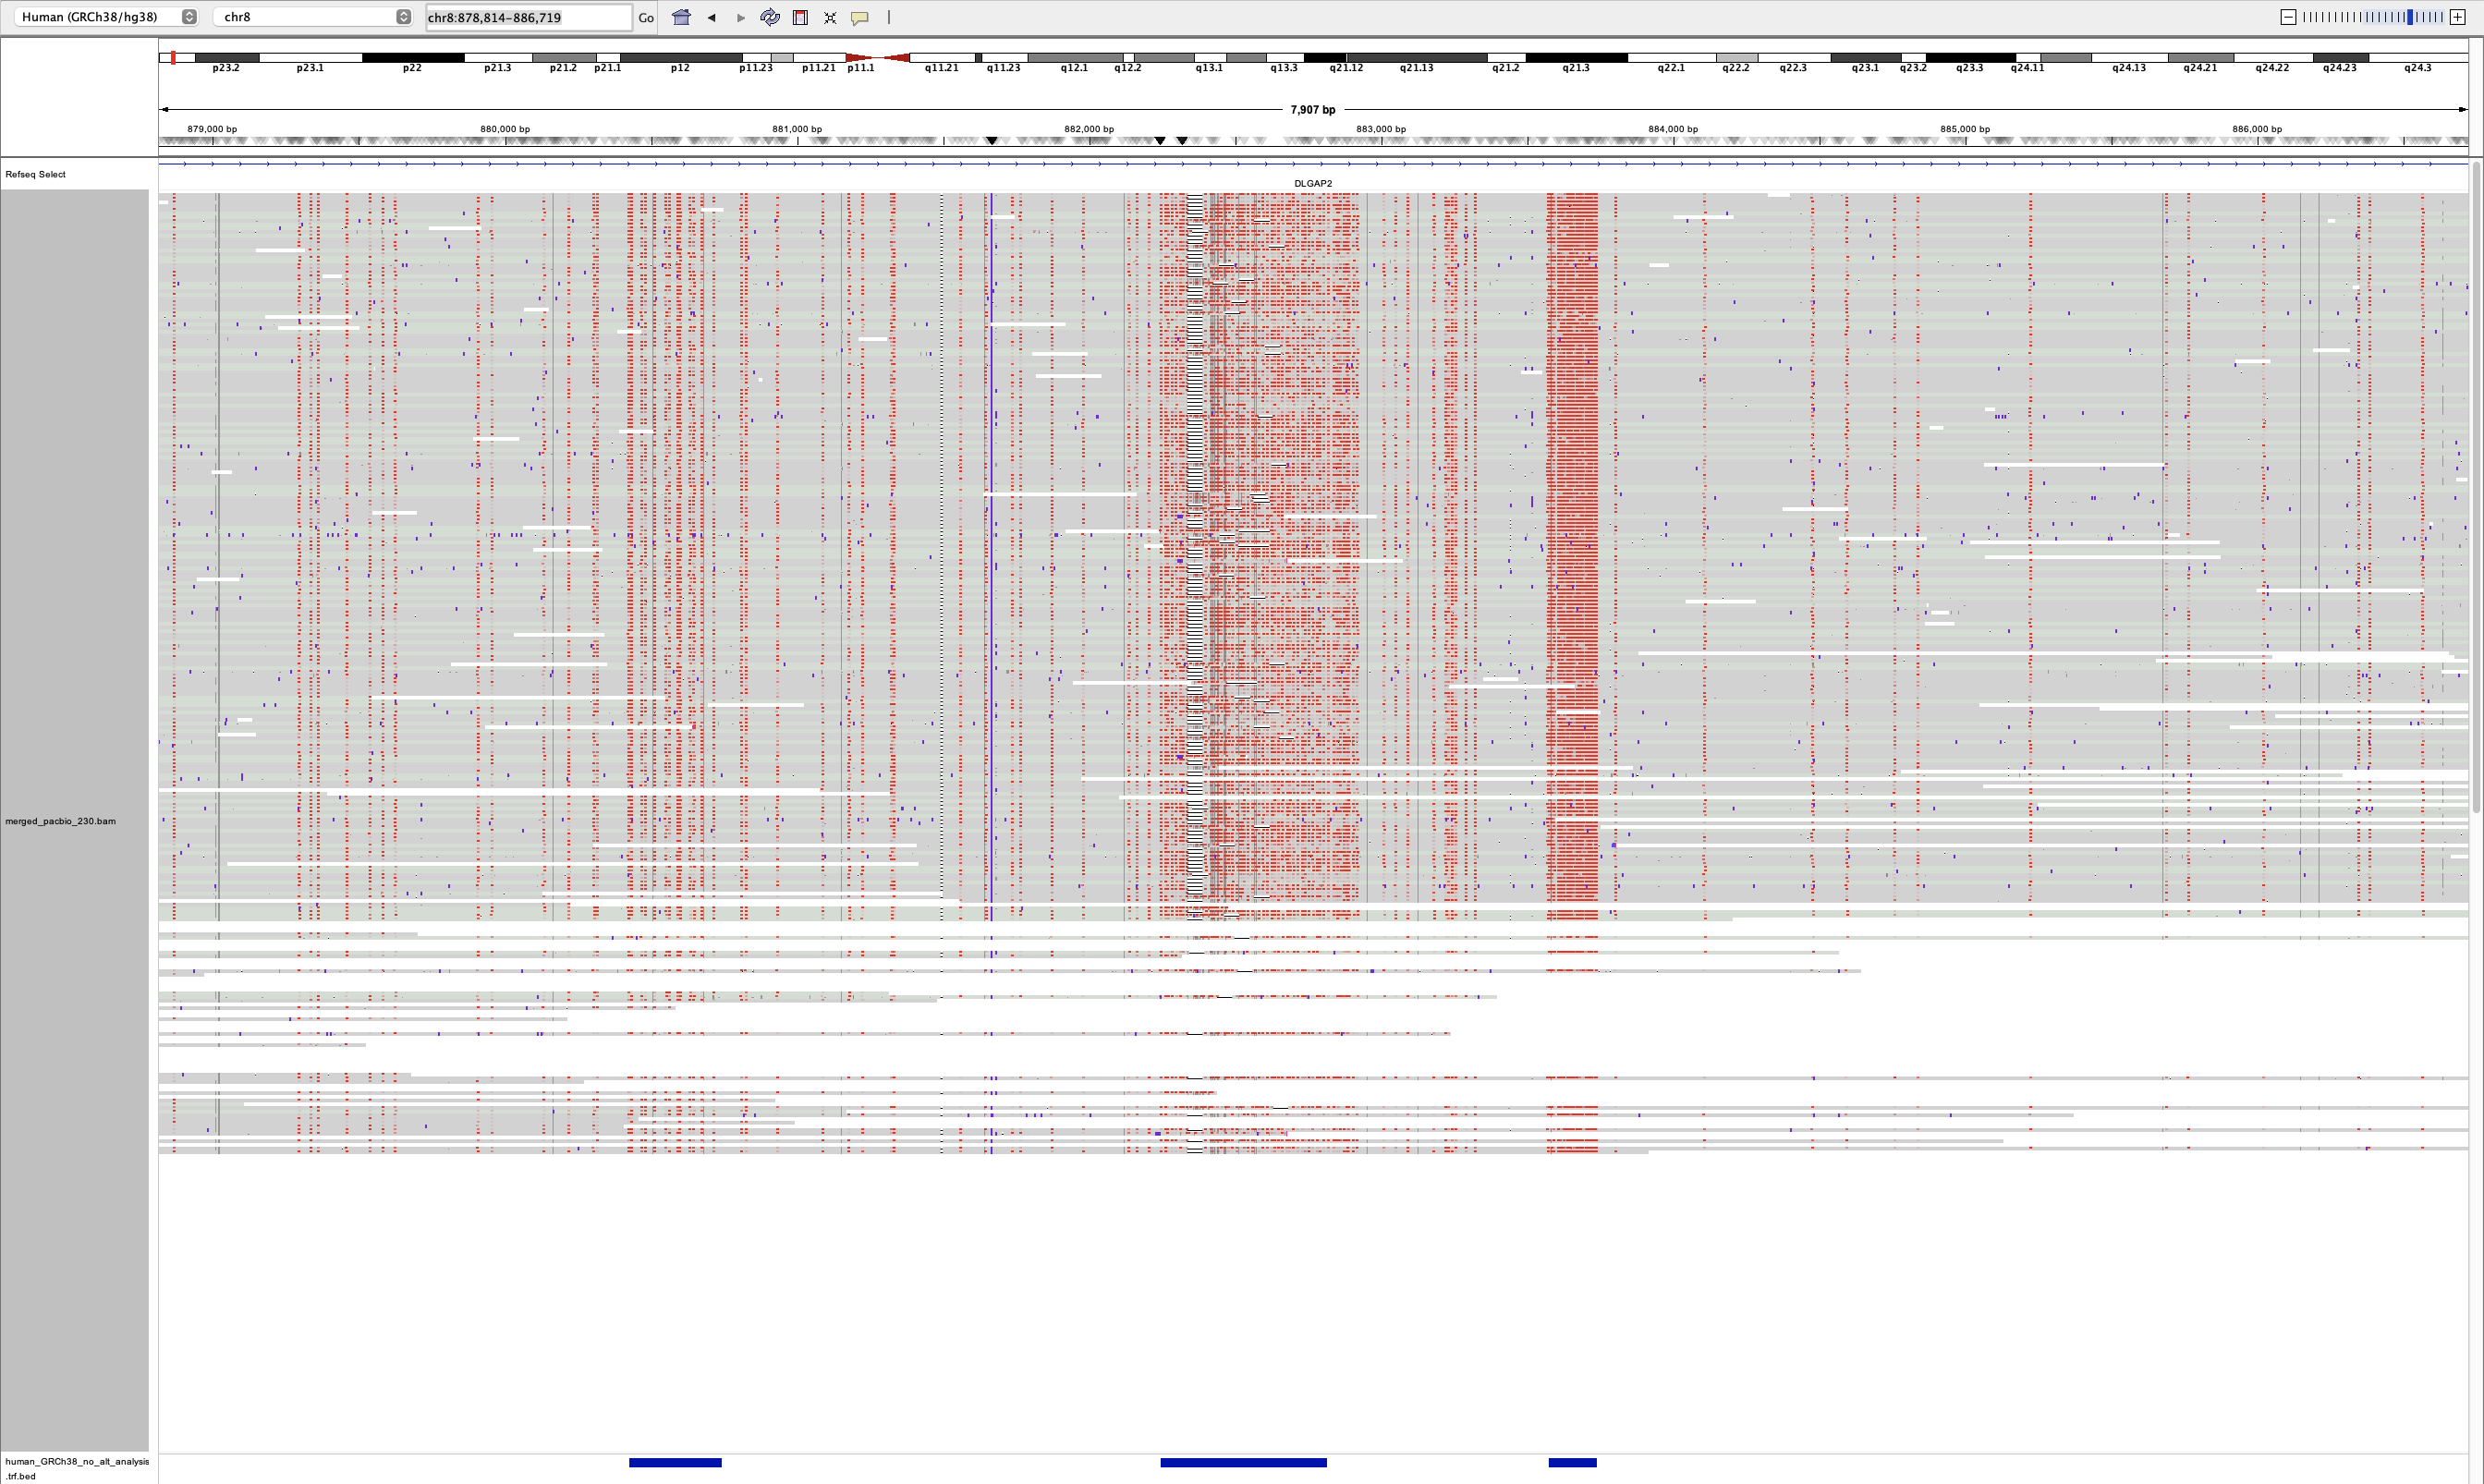 Human (GRCh38/hg38) chr8 chr8:878,814-886,719 Go
p23.2 p23.1 p22 p21.3 p21.2 p21.1 p12 p11.23 p11.21 p11.1 q11.21 q11.23 q12.1 q12.2 q13.1 q13.3 q21.12 q21.13 q21.2 q21.3 q22.1 q22.2 q22.3 q23.1 q23.2 q23.3 q24.11 q24.13 q24.21 q24.22 q24.23 q24.3
7,907 bp
879,000 bp 880,000 bp 881,000 bp 882,000 bp 883,000 bp 884,000 bp 885,000 bp 886,000 bp
Refseq Select
DLGAP2
merged_pacbio_230.bam
human_GRCh38_no_alt_analysis
.trf.bed